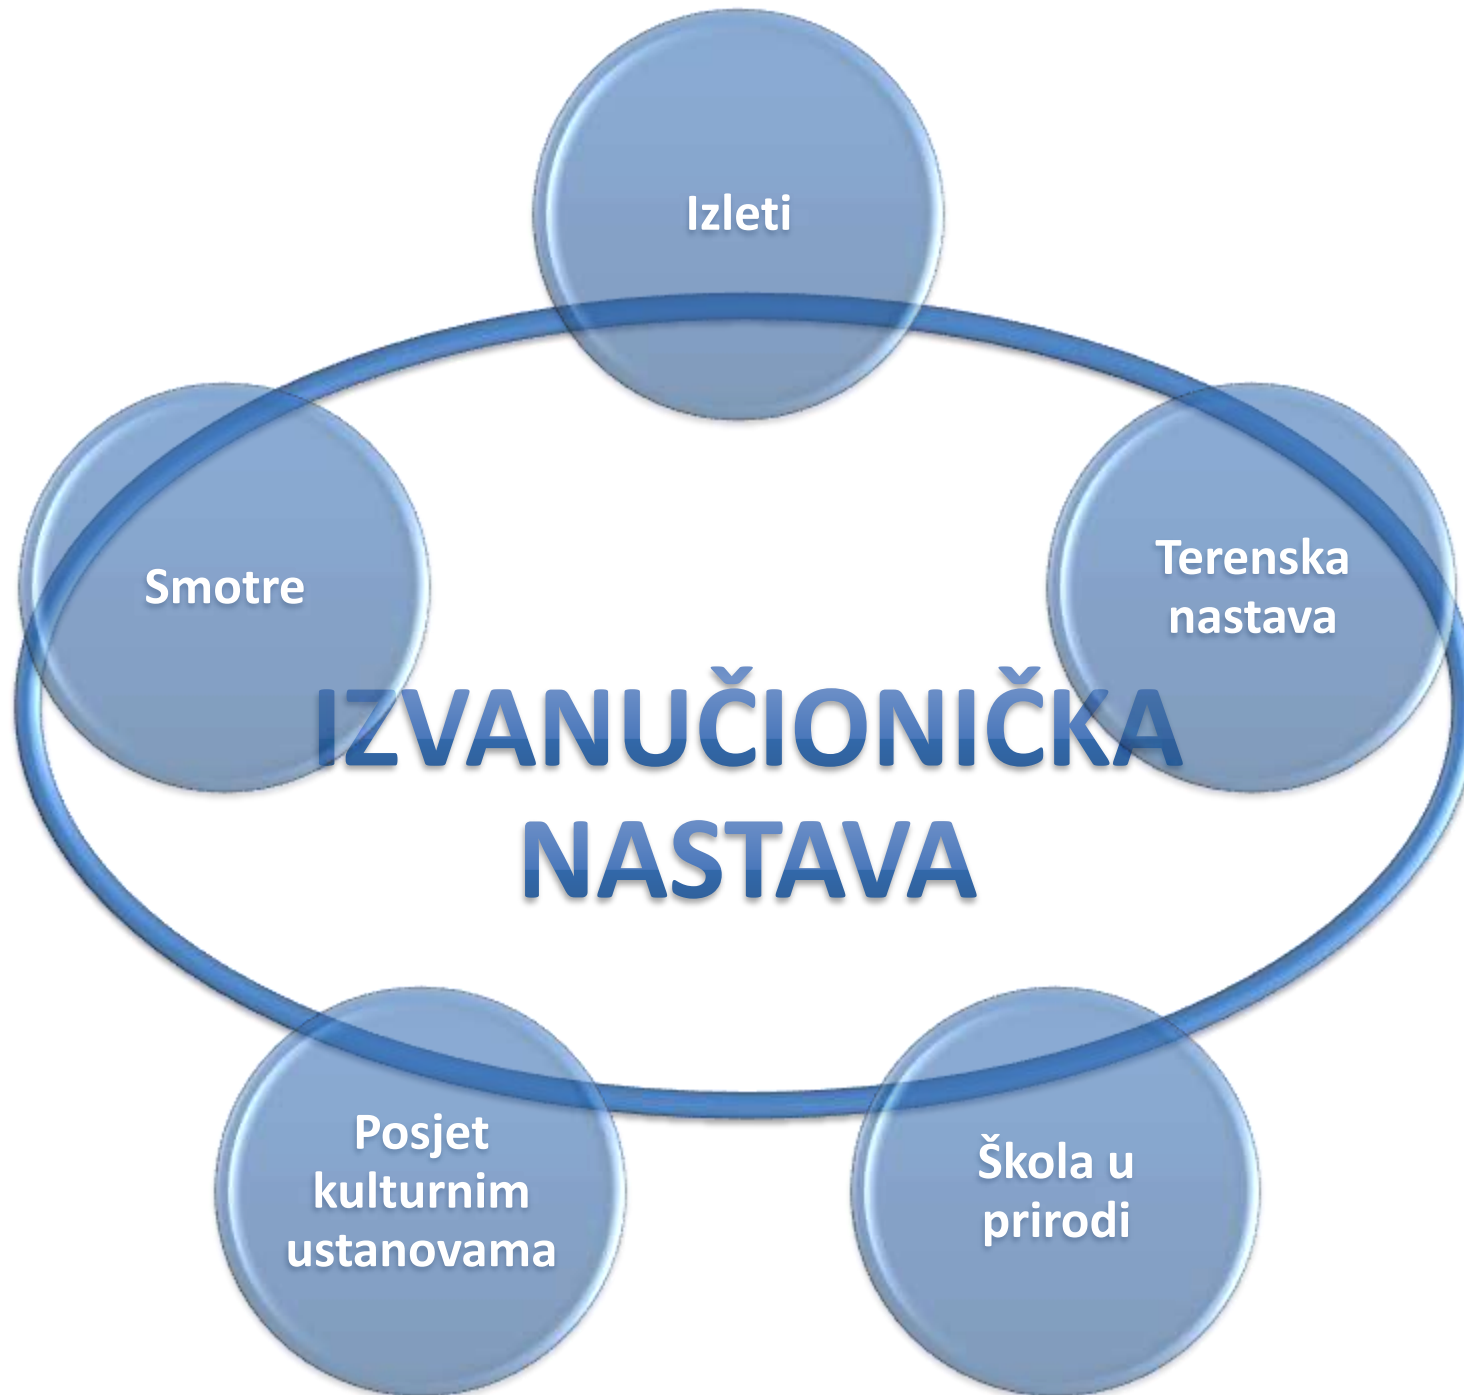 Izleti
Terenska
nastava
Smotre
IZVANUČIONIČKA
NASTAVA
Posjet
kulturnim
ustanovama
Škola u
prirodi